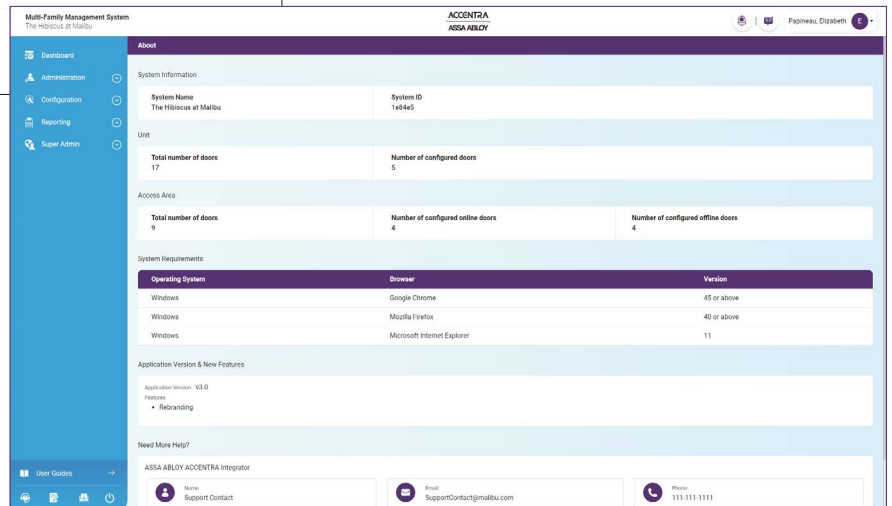 Multi-Family Management System
The Hibiscus at Malibu
ACCENTRA
ASSA ABLOY
Papineau, Elizabeth E
Dashboard
Administration
Configuration
Reporting
Super Admin
User Guides
About
System Information
System Name System ID
The Hibiscus at Malibu 1e84e5
Unit
Total number of doors Number of configured doors
17 5
Access Area
Total number of doors Number of configured online doors Number of configured offline doors
9 4 4
System Requirements
Operating System Browser Version
Windows Google Chrome 45 or above
Windows Mozilla Firefox 40 or above
Windows Microsoft Internet Explorer 11
Application Version & New Features
Application Version: V3.0
Features
• Rebranding
Need More Help?
ASSA ABLOY ACCENTRA Integrator
Name Email Phone
Support Contact SupportContact@malibu.com 111-111-1111